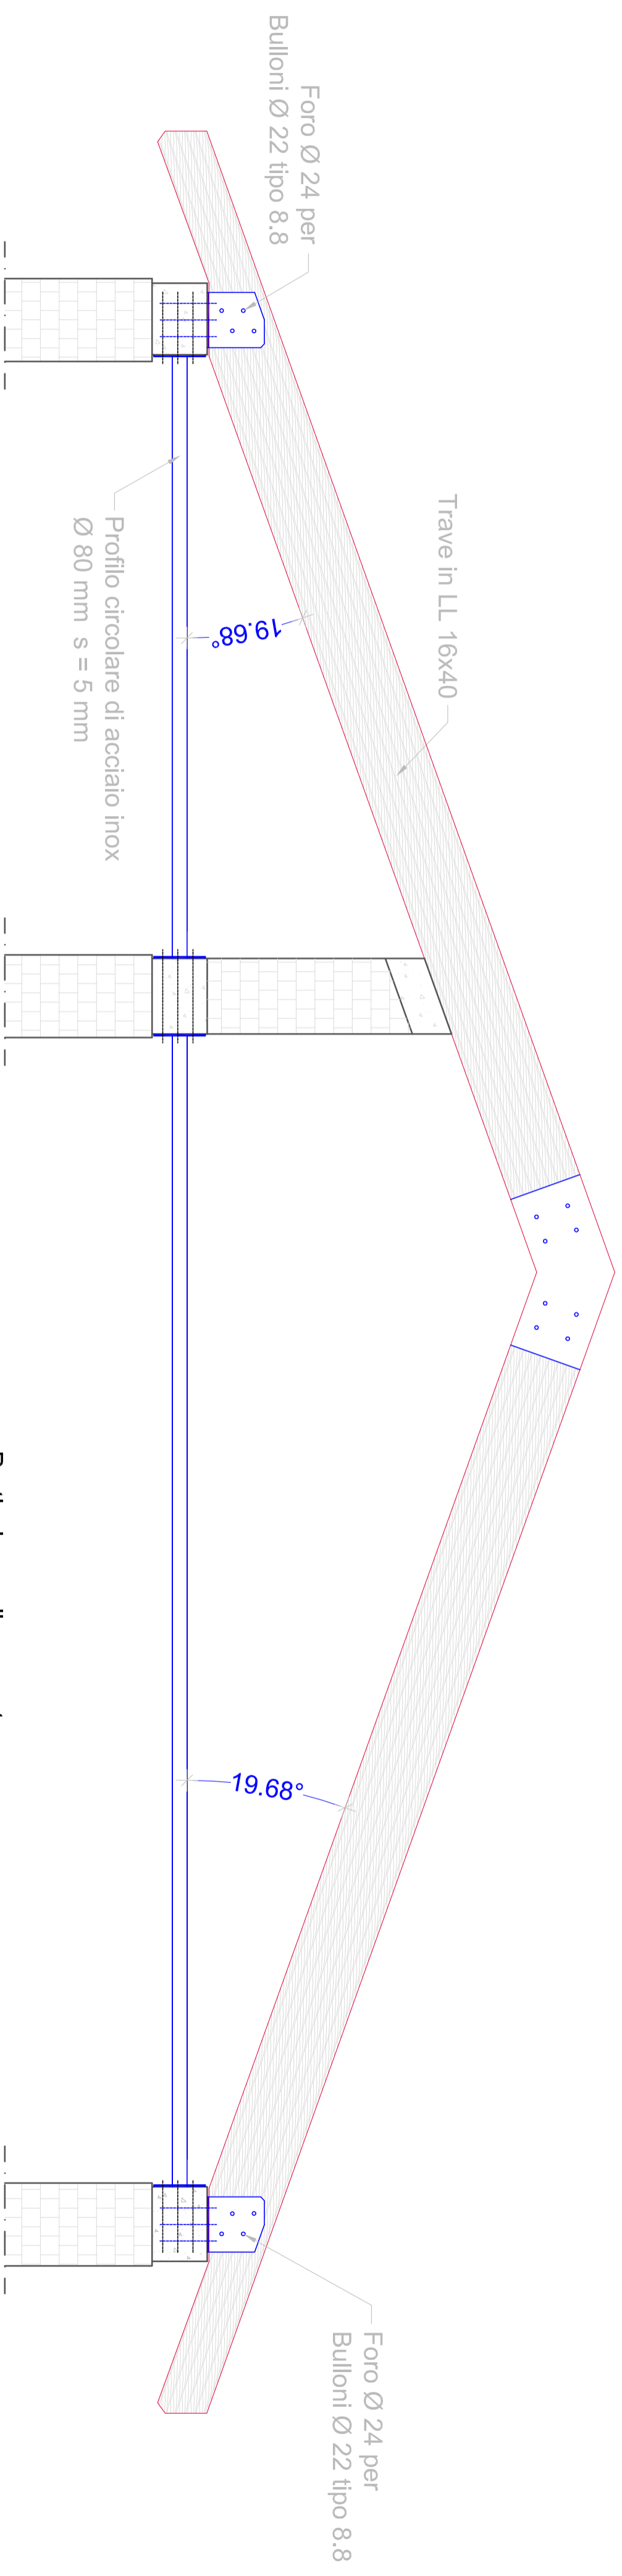 Foro Ø 24 per
Bulloni Ø 22 tipo 8.8
Trave in LL 16x40
19.68°
Profilo circolare di acciaio inox
Ø 80 mm s = 5 mm
19.68°
Foro Ø 24 per
Bulloni Ø 22 tipo 8.8